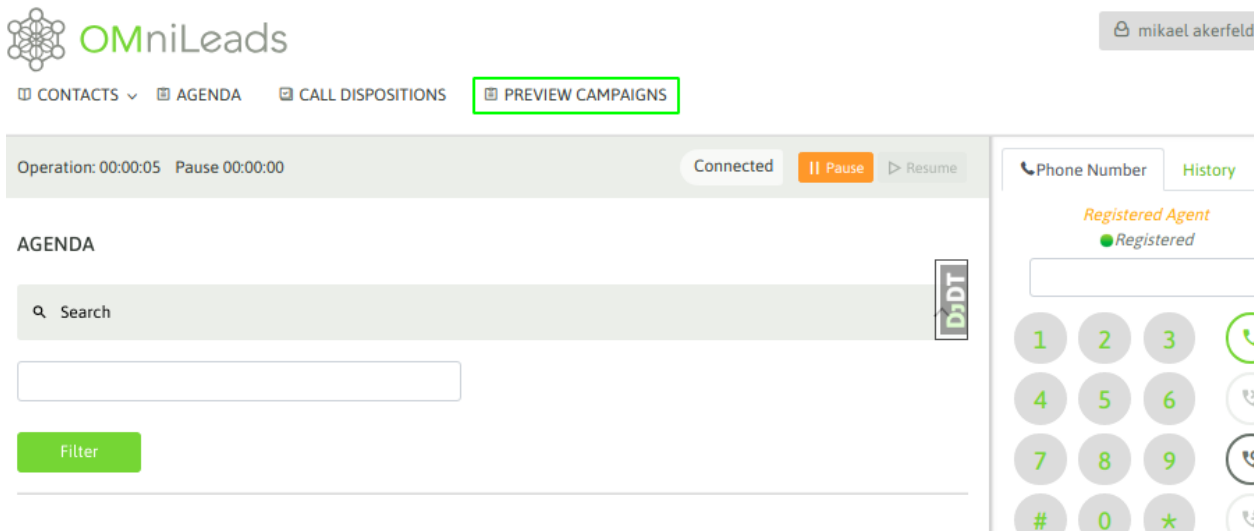 OMniLeads
mikael akerfeld
CONTACTS AGENDA CALL DISPOSITIONS PREVIEW CAMPAIGNS
Operation: 00:00:05 Pause 00:00:00 Connected Pause Resume
Phone Number History
Registered Agent
Registered
AGENDA
Search
DjDT
1 2 3
4 5 6
Filter
7 8 9
# 0 *